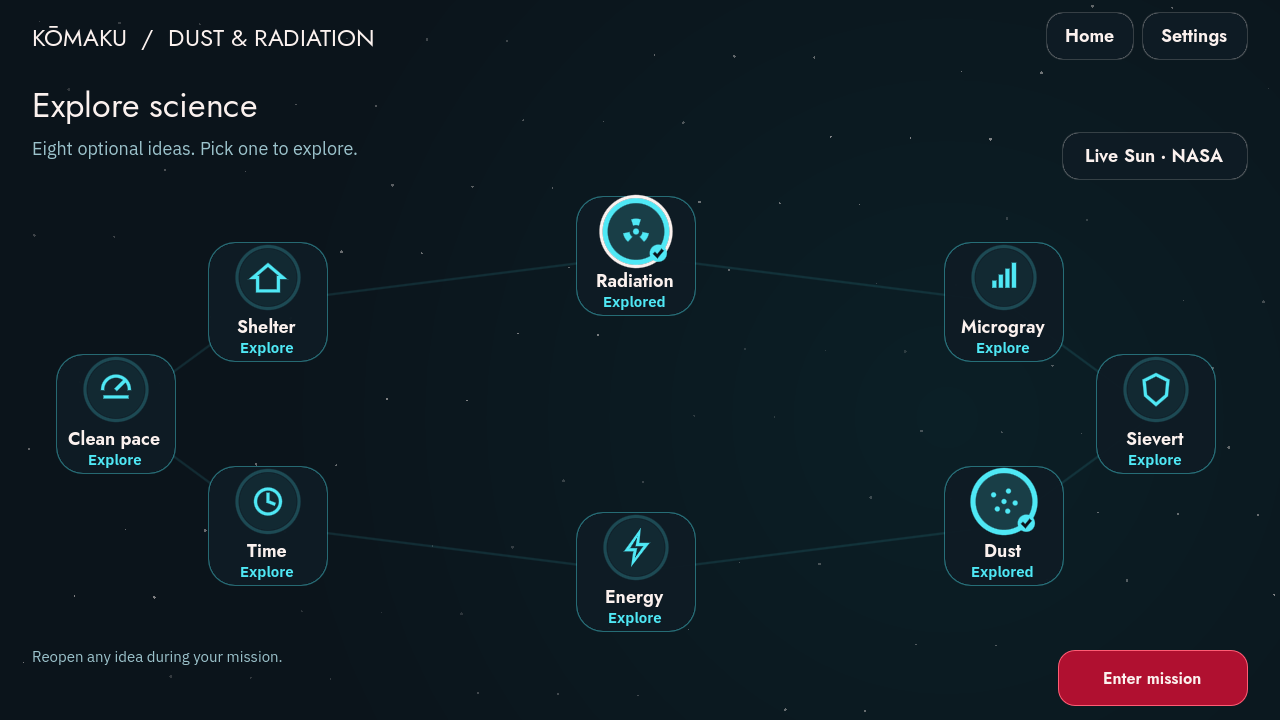 KŌMAKU / DUST & RADIATION
Home
Settings
Explore science
Eight optional ideas. Pick one to explore.
Live Sun · NASA
Radiation
Explored
Shelter
Explore
Microgray
Explore
Clean pace
Explore
Sievert
Explore
Time
Explore
Dust
Explored
Energy
Explore
Reopen any idea during your mission.
Enter mission